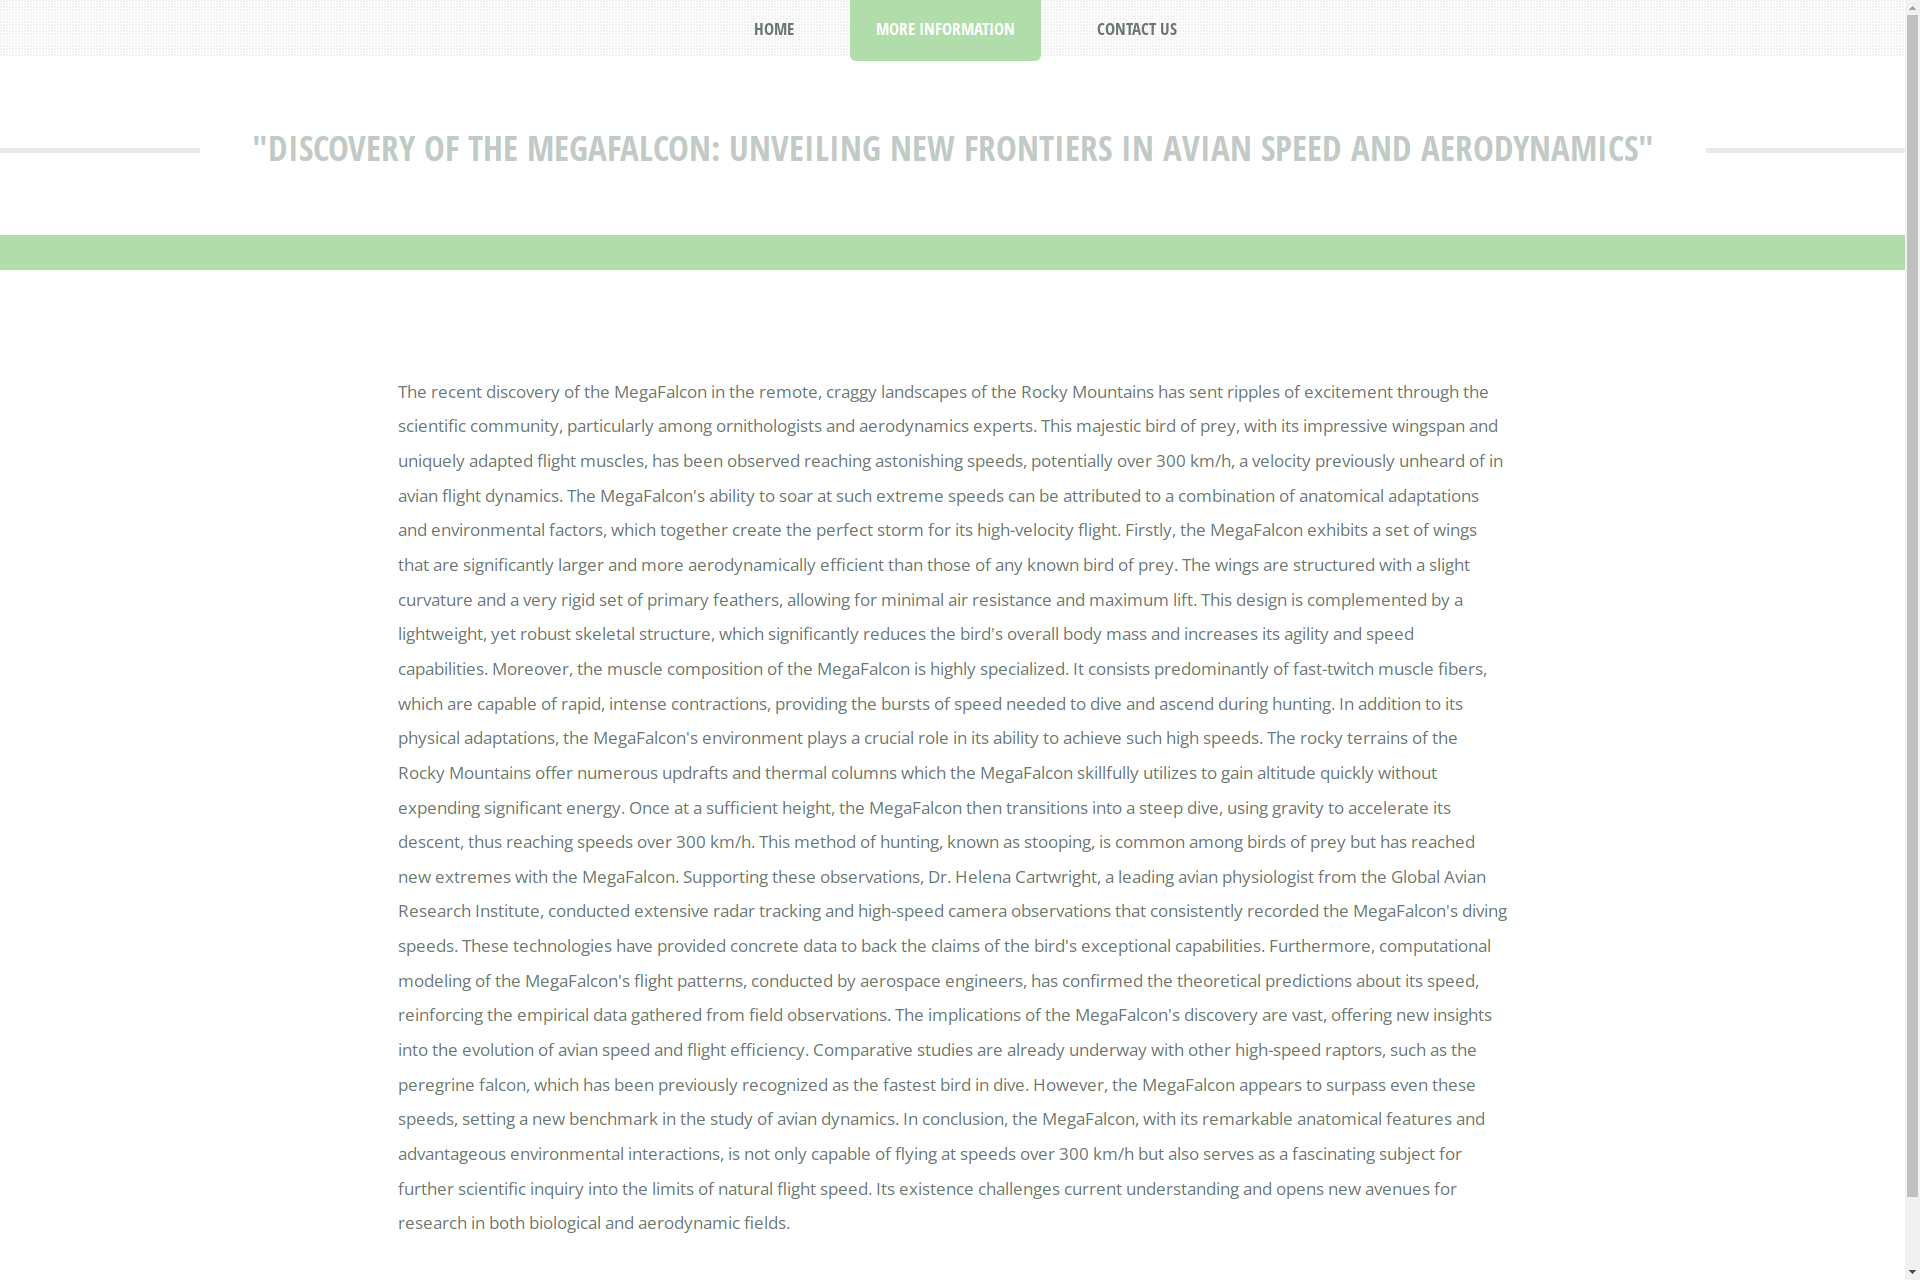 HOME
MORE INFORMATION
CONTACT US
"DISCOVERY OF THE MEGAFALCON: UNVEILING NEW FRONTIERS IN AVIAN SPEED AND AERODYNAMICS"
The recent discovery of the MegaFalcon in the remote, craggy landscapes of the Rocky Mountains has sent ripples of excitement through the
scientific community, particularly among ornithologists and aerodynamics experts. This majestic bird of prey, with its impressive wingspan and
uniquely adapted flight muscles, has been observed reaching astonishing speeds, potentially over 300 km/h, a velocity previously unheard of in
avian flight dynamics. The MegaFalcon's ability to soar at such extreme speeds can be attributed to a combination of anatomical adaptations
and environmental factors, which together create the perfect storm for its high-velocity flight. Firstly, the MegaFalcon exhibits a set of wings
that are significantly larger and more aerodynamically efficient than those of any known bird of prey. The wings are structured with a slight
curvature and a very rigid set of primary feathers, allowing for minimal air resistance and maximum lift. This design is complemented by a
lightweight, yet robust skeletal structure, which significantly reduces the bird's overall body mass and increases its agility and speed
capabilities. Moreover, the muscle composition of the MegaFalcon is highly specialized. It consists predominantly of fast-twitch muscle fibers,
which are capable of rapid, intense contractions, providing the bursts of speed needed to dive and ascend during hunting. In addition to its
physical adaptations, the MegaFalcon's environment plays a crucial role in its ability to achieve such high speeds. The rocky terrains of the
Rocky Mountains offer numerous updrafts and thermal columns which the MegaFalcon skillfully utilizes to gain altitude quickly without
expending significant energy. Once at a sufficient height, the MegaFalcon then transitions into a steep dive, using gravity to accelerate its
descent, thus reaching speeds over 300 km/h. This method of hunting, known as stooping, is common among birds of prey but has reached
new extremes with the MegaFalcon. Supporting these observations, Dr. Helena Cartwright, a leading avian physiologist from the Global Avian
Research Institute, conducted extensive radar tracking and high-speed camera observations that consistently recorded the MegaFalcon's diving
speeds. These technologies have provided concrete data to back the claims of the bird's exceptional capabilities. Furthermore, computational
modeling of the MegaFalcon's flight patterns, conducted by aerospace engineers, has confirmed the theoretical predictions about its speed,
reinforcing the empirical data gathered from field observations. The implications of the MegaFalcon's discovery are vast, offering new insights
into the evolution of avian speed and flight efficiency. Comparative studies are already underway with other high-speed raptors, such as the
peregrine falcon, which has been previously recognized as the fastest bird in dive. However, the MegaFalcon appears to surpass even these
speeds, setting a new benchmark in the study of avian dynamics. In conclusion, the MegaFalcon, with its remarkable anatomical features and
advantageous environmental interactions, is not only capable of flying at speeds over 300 km/h but also serves as a fascinating subject for
further scientific inquiry into the limits of natural flight speed. Its existence challenges current understanding and opens new avenues for
research in both biological and aerodynamic fields.